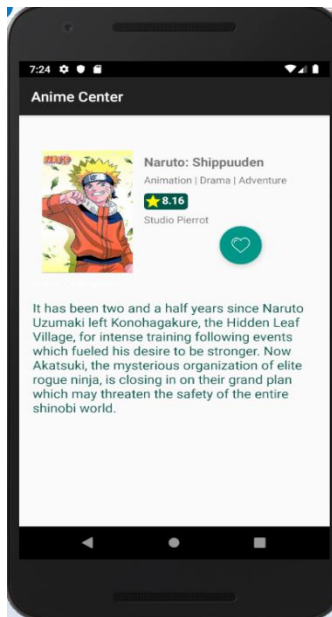 7:24
Anime Center
NARUTO
Naruto: Shippuuden
Animation | Drama | Adventure
8.16
Studio Pierrot
It has been two and a half years since Naruto
Uzumaki left Konohagakure, the Hidden Leaf
Village, for intense training following events
which fueled his desire to be stronger. Now
Akatsuki, the mysterious organization of elite
rogue ninja, is closing in on their grand plan
which may threaten the safety of the entire
shinobi world.